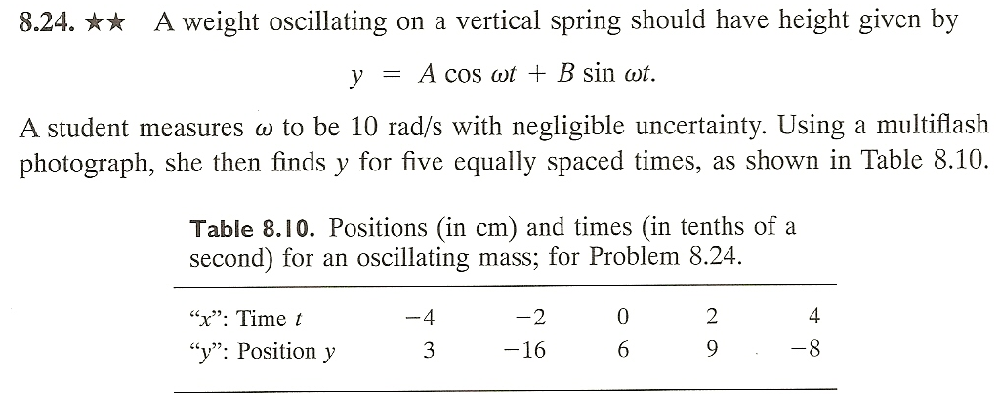 8.24. ★★ A weight oscillating on a vertical spring should have height given by
y = A cos ωt + B sin ωt.
A student measures ω to be 10 rad/s with negligible uncertainty. Using a multiflash
photograph, she then finds y for five equally spaced times, as shown in Table 8.10.
Table 8.10. Positions (in cm) and times (in tenths of a
second) for an oscillating mass; for Problem 8.24.
“x”: Time t −4 −2 0 2 4
“y”: Position y 3 −16 6 9 −8